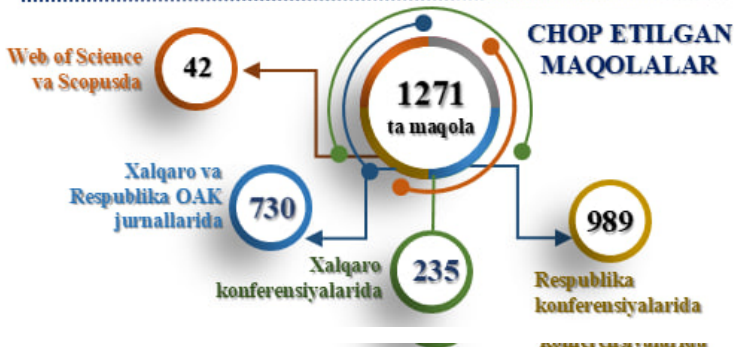 CHOP ETILGAN
MAQOLALAR
1271
ta maqola
Web of Science
va Scopusda
42
Xalqaro va
Respublika OAK
jurnallarida
730
Xalqaro
konferensiyalarida
235
989
Respublika
konferensiyalarida